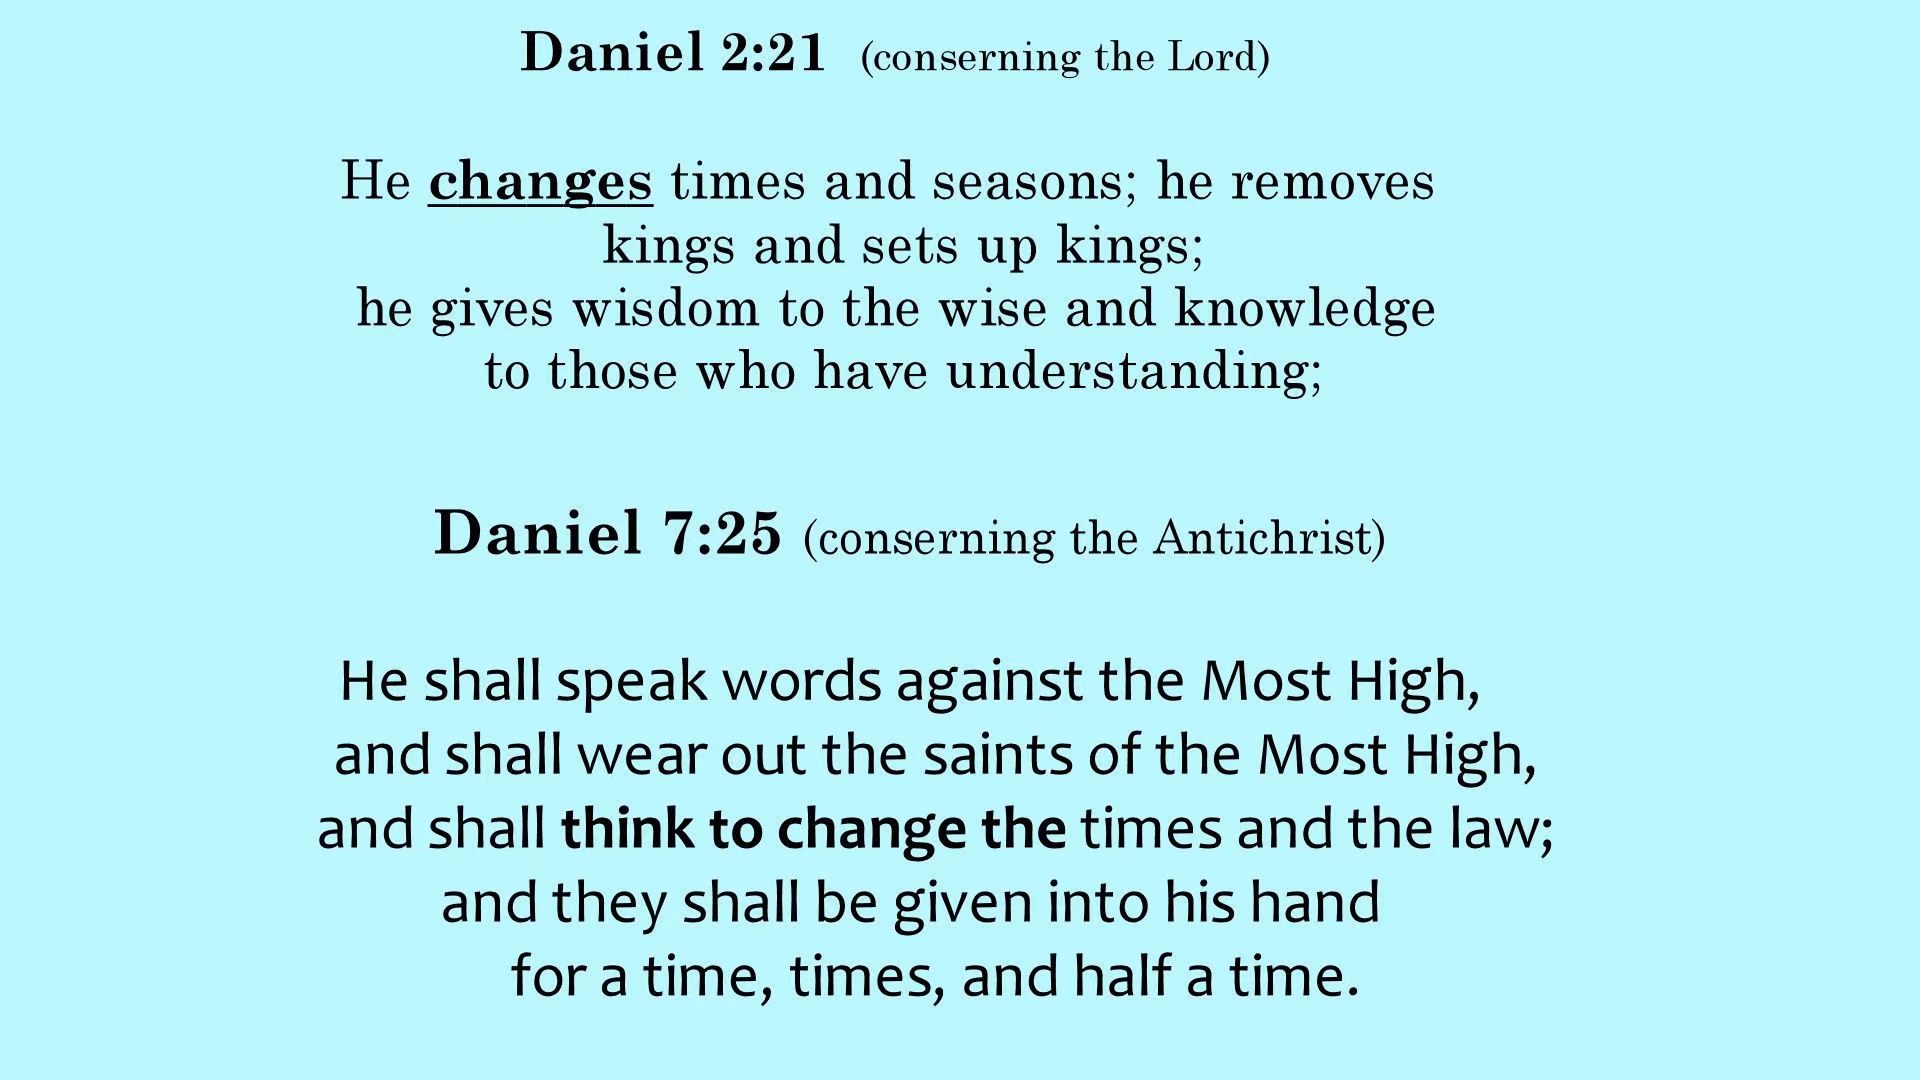 Daniel 2:21 (conserning the Lord)
He changes times and seasons; he removes
kings and sets up kings;
he gives wisdom to the wise and knowledge
to those who have understanding;
Daniel 7:25 (conserning the Antichrist)
He shall speak words against the Most High,
and shall wear out the saints of the Most High,
and shall think to change the times and the law;
and they shall be given into his hand
for a time, times, and half a time.